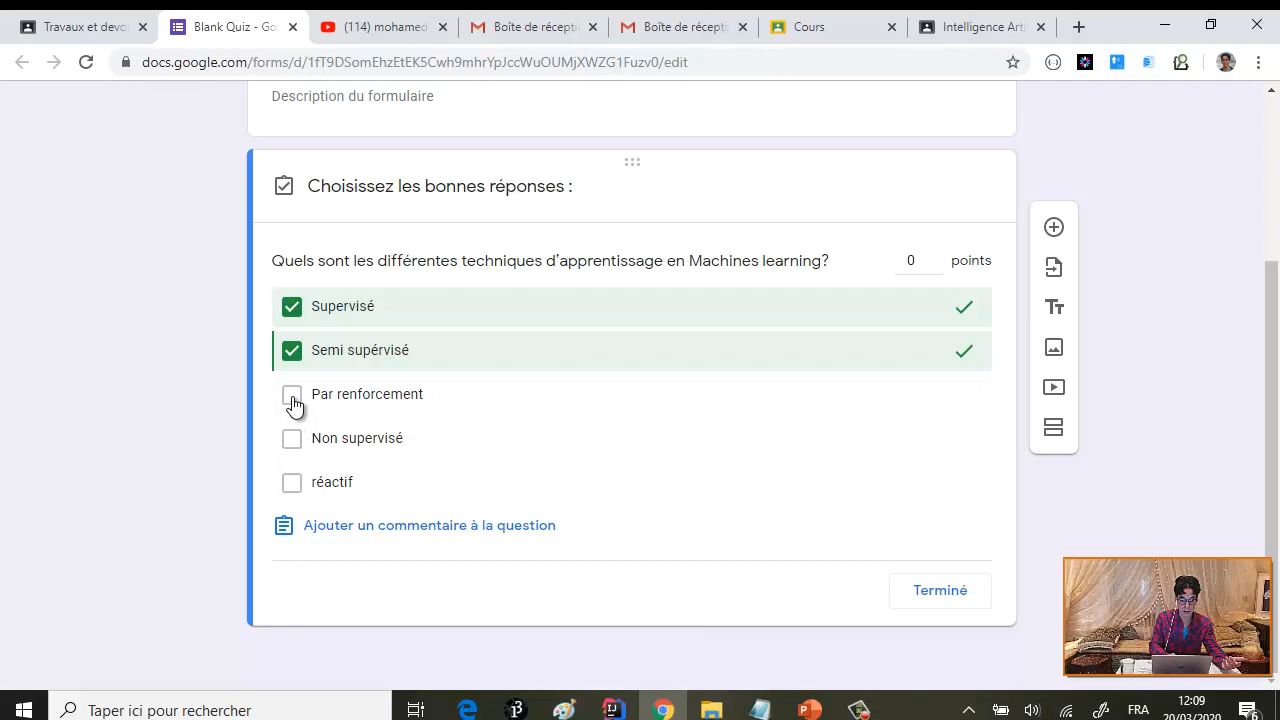 Travaux et devo
Blank Quiz - Go
(114) mohamed
Boîte de récepti
Boîte de récept
Cours
Intelligence Art
docs.google.com/forms/d/1fT9DSomEhzEtEK5Cwh9mhrYpJccWuOUMjXWZG1Fuzv0/edit
Description du formulaire
Choisissez les bonnes réponses :
Quels sont les différentes techniques d'apprentissage en Machines learning?
0 points
Supervisé
Semi supérvisé
Par renforcement
Non supervisé
réactif
Ajouter un commentaire à la question
Terminé
Taper ici pour rechercher
FRA
12:09
20/03/2020
6